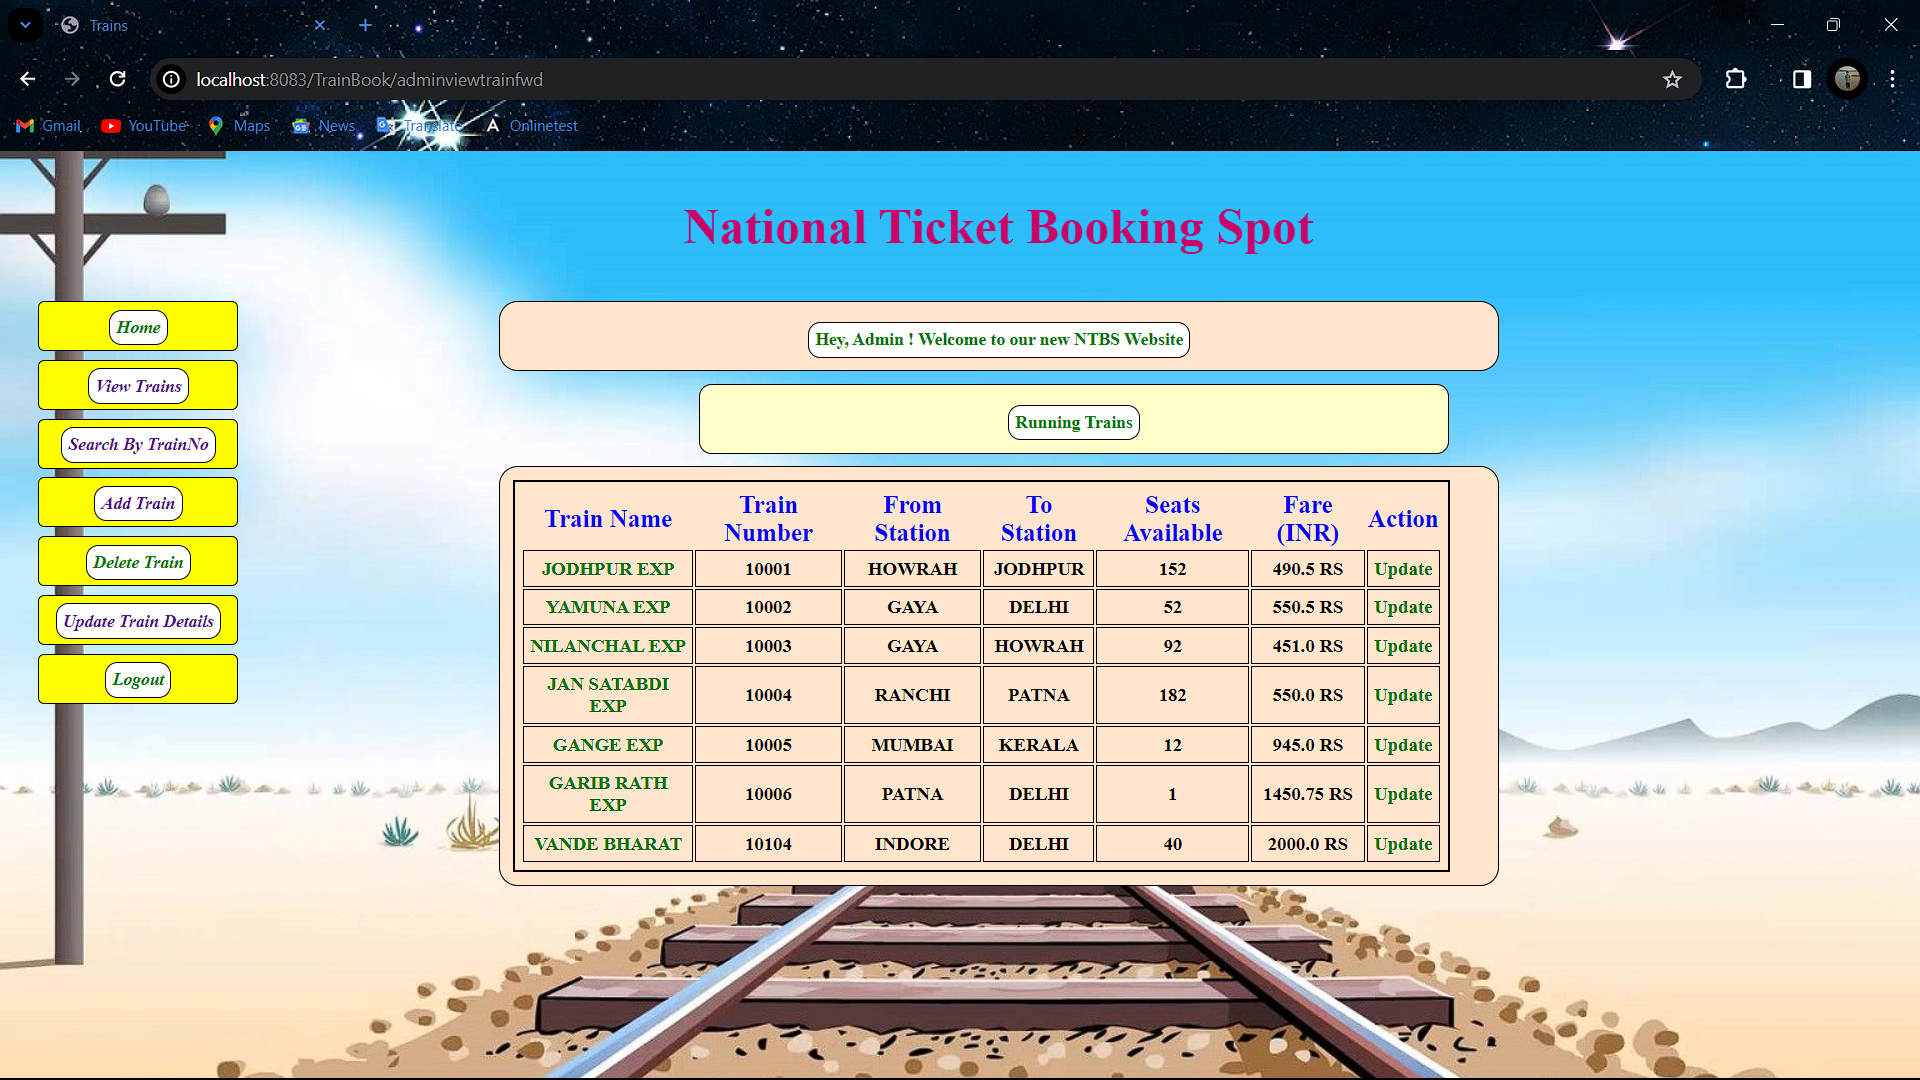 Trains
localhost:8083/TrainBook/adminviewtrainfwd
Gmail YouTube Maps News Translate Onlinetest
National Ticket Booking Spot
Home
View Trains
Search By TrainNo
Add Train
Delete Train
Update Train Details
Logout
Hey, Admin ! Welcome to our new NTBS Website
Running Trains
Train Name Train Number From Station To Station Seats Available Fare (INR) Action
JODHPUR EXP 10001 HOWRAH JODHPUR 152 490.5 RS Update
YAMUNA EXP 10002 GAYA DELHI 52 550.5 RS Update
NILANCHAL EXP 10003 GAYA HOWRAH 92 451.0 RS Update
JAN SATABDI EXP 10004 RANCHI PATNA 182 550.0 RS Update
GANGE EXP 10005 MUMBAI KERALA 12 945.0 RS Update
GARIB RATH EXP 10006 PATNA DELHI 1 1450.75 RS Update
VANDE BHARAT 10104 INDORE DELHI 40 2000.0 RS Update